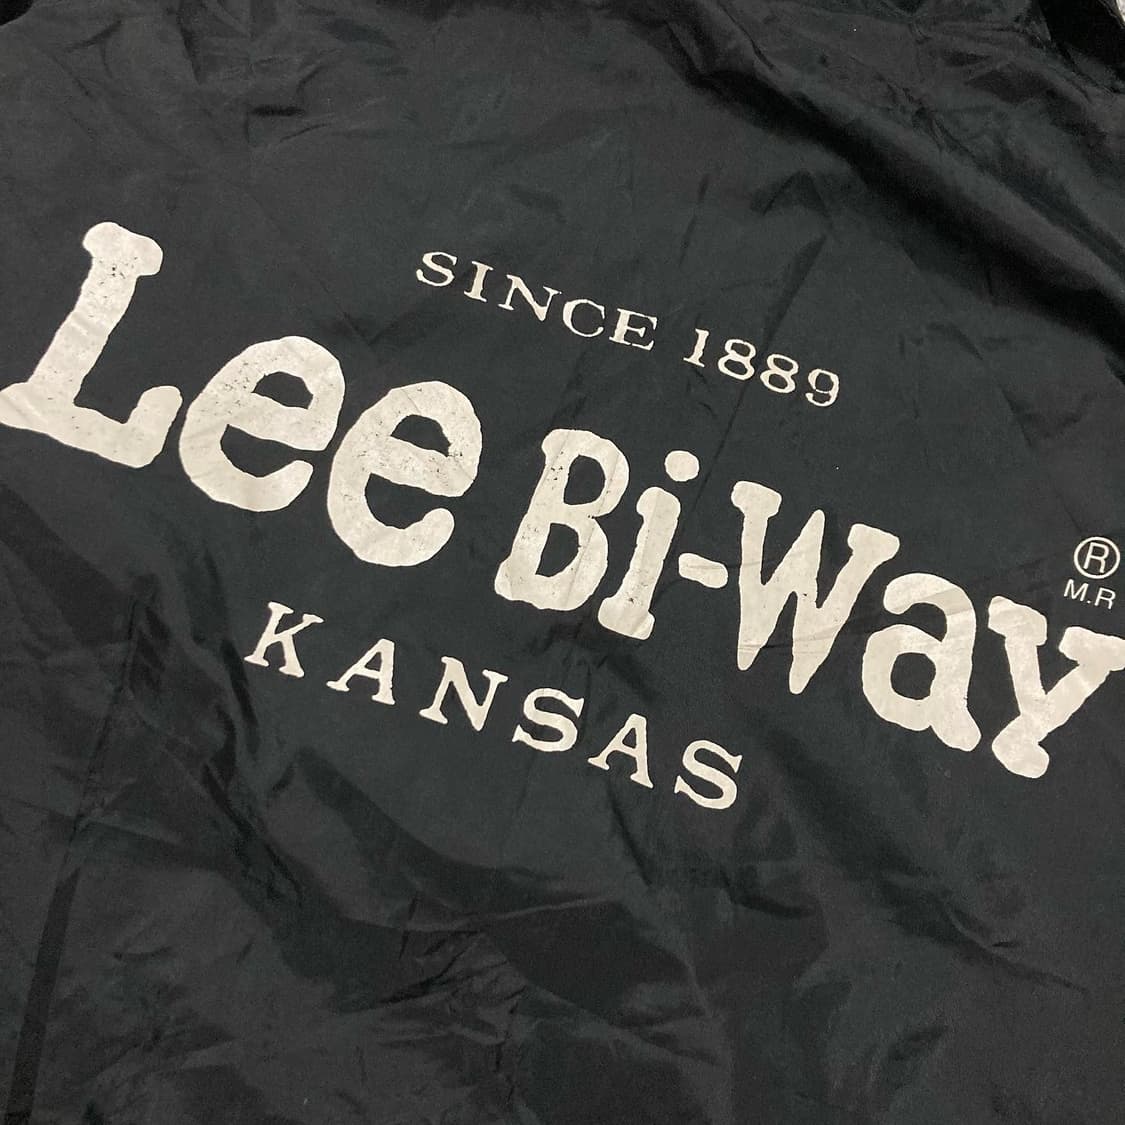 SINCE 1889
Lee Bi-Way ®
M.R
KANSAS